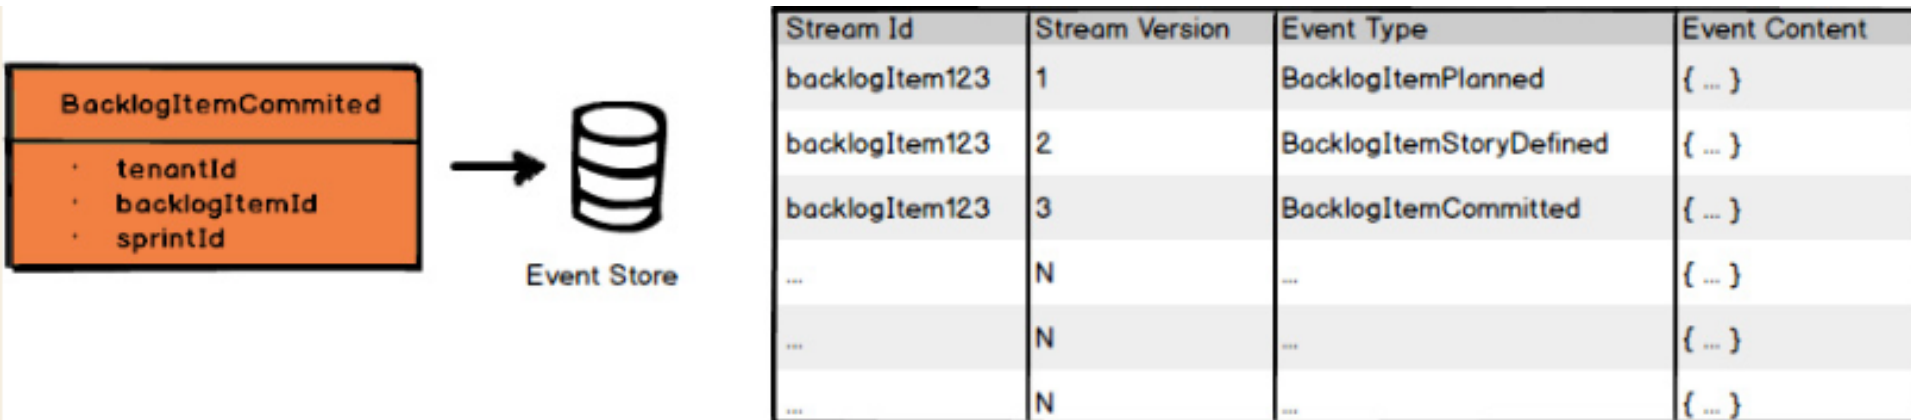 BacklogItemCommited
· tenantId
· backlogItemId
· sprintId
Event Store
Stream Id Stream Version Event Type Event Content
backlogItem123 1 BacklogItemPlanned { ... }
backlogItem123 2 BacklogItemStoryDefined { ... }
backlogItem123 3 BacklogItemCommitted { ... }
... N ... { ... }
... N ... { ... }
... N ... { ... }